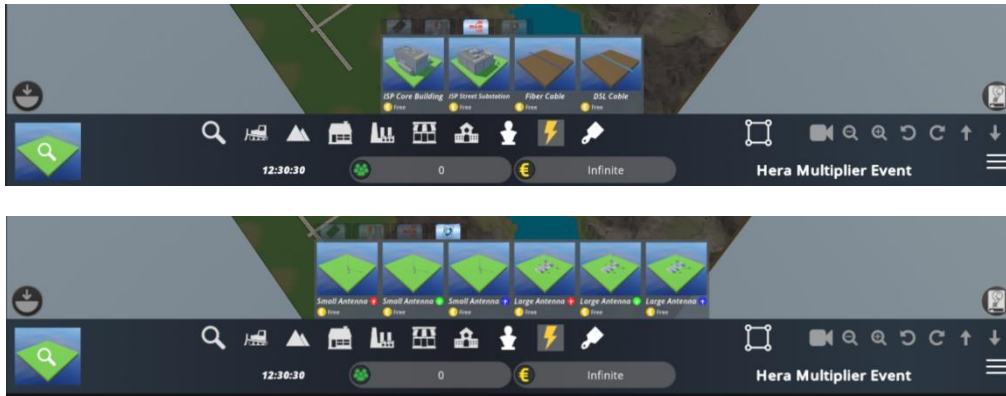 ISP Core Building ISP Street Substation Fiber Cable DSL Cable
Free Free Free Free
12:30:30 0 € Infinite Hera Multiplier Event
Small Antenna Small Antenna Small Antenna Large Antenna Large Antenna Large Antenna
Free Free Free Free Free Free
12:30:30 0 € Infinite Hera Multiplier Event